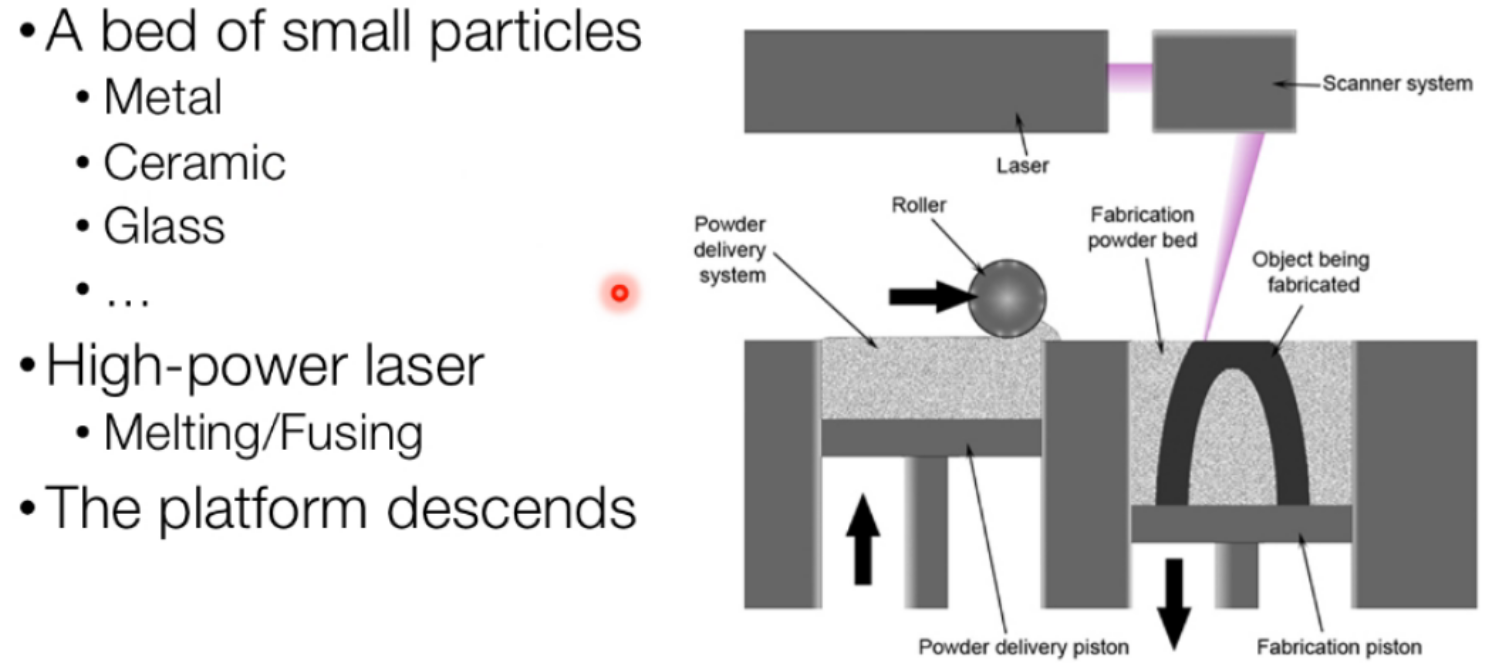 • A bed of small particles
• Metal
• Ceramic
• Glass
• ...
• High-power laser
• Melting/Fusing
• The platform descends
Scanner system
Laser
Roller
Powder
delivery
system
Fabrication
powder bed
Object being
fabricated
Powder delivery piston
Fabrication piston